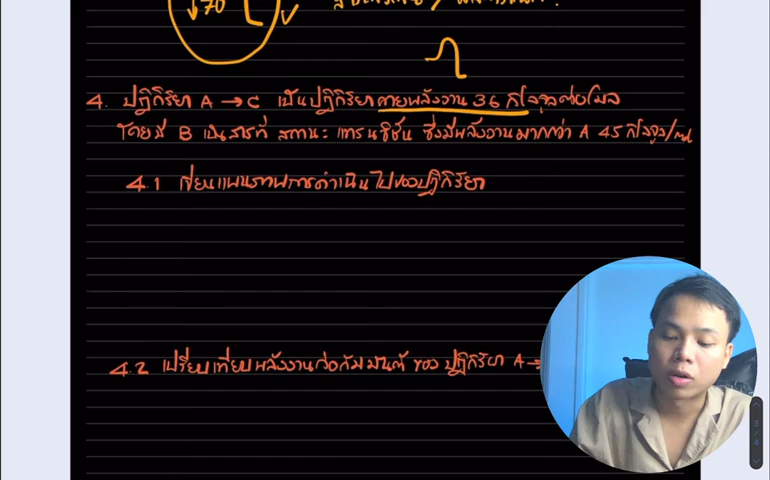 ↓70
4. ปฏิกิริยา A → C เป็นปฏิกิริยาคายพลังงาน 36 กิโลจูลต่อโมล
โดยมี B เป็นสารที่ สถานะแทรนซิชัน ซึ่งมีพลังงานมากกว่า A 45 กิโลจูล/mol
4.1 เขียนแผนภาพการดำเนินไปของปฏิกิริยา
4.2 เปรียบเทียบพลังงานก่อกัมมันต์ ของ ปฏิกิริยา A →
3/4